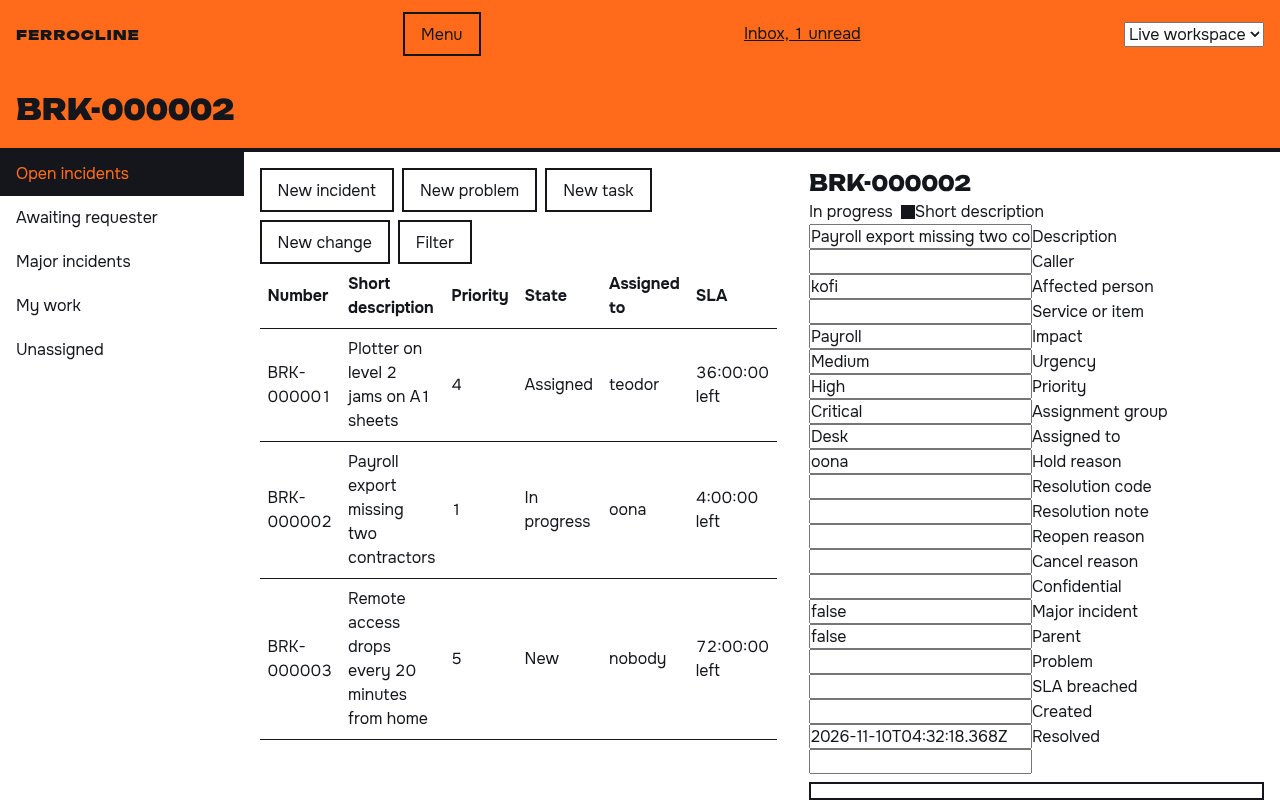 FERROCLINE
Menu
Inbox, 1 unread
Live workspace
BRK-000002
Open incidents
Awaiting requester
Major incidents
My work
Unassigned
New incident
New problem
New task
New change
Filter
Number
Short
description
Priority
State
Assigned
to
SLA
BRK-
000001
Plotter on
level 2
jams on A1
sheets
4
Assigned
teodor
36:00:00
left
BRK-
000002
Payroll
export
missing
two
contractors
1
In
progress
oona
4:00:00
left
BRK-
000003
Remote
access
drops
every 20
minutes
from home
5
New
nobody
72:00:00
left
BRK-000002
In progress
Short description
Payroll export missing two co
Description
Caller
kofi
Affected person
Service or item
Payroll
Impact
Medium
Urgency
High
Priority
Critical
Assignment group
Desk
Assigned to
oona
Hold reason
Resolution code
Resolution note
Reopen reason
Cancel reason
Confidential
false
Major incident
false
Parent
Problem
SLA breached
Created
2026-11-10T04:32:18.368Z
Resolved